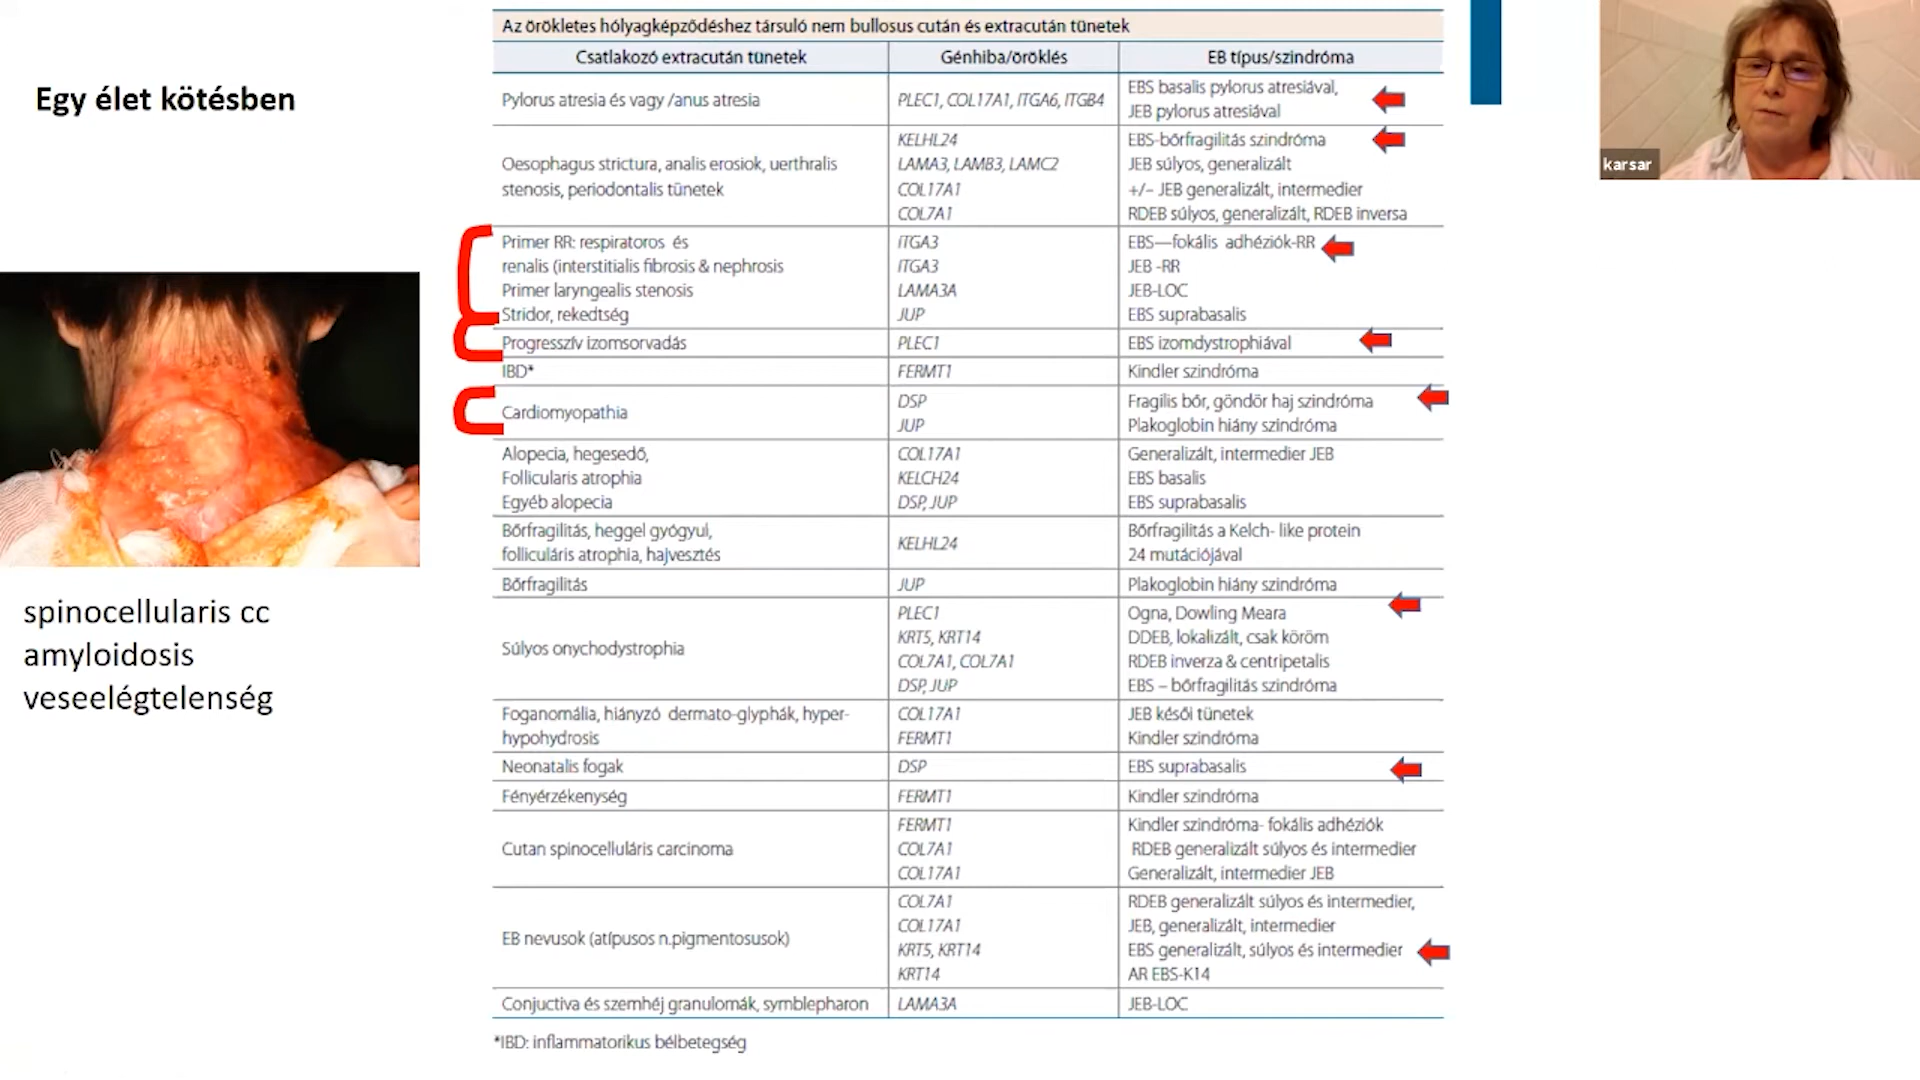 Egy élet kötésben
spinocellularis cc
amyloidosis
veseelégtelenség
Az örökletes hólyagképződéshez társuló nem bullosus cután és extracután tünetek
Csatlakozó extracután tünetek Génhiba/öröklés EB típus/szindróma
Pylorus atresia és vagy /anus atresia PLEC1, COL17A1, ITGA6, ITGB4 EBS basalis pylorus atresiával,
JEB pylorus atresiával
KELHL24 EBS-bőrfragilitás szindróma
Oesophagus strictura, analis erosiok, uerthralis LAMA3, LAMB3, LAMC2 JEB súlyos, generalizált
stenosis, periodontalis tünetek COL17A1 +/– JEB generalizált, intermedier
COL7A1 RDEB súlyos, generalizált, RDEB inversa
Primer RR: respiratoros és ITGA3 EBS—fokális adhéziók-RR
renalis (interstitialis fibrosis & nephrosis ITGA3 JEB -RR
Primer laryngealis stenosis LAMA3A JEB-LOC
Stridor, rekedtség JUP EBS suprabasalis
Progresszív izomsorvadás PLEC1 EBS izomdystrophiával
IBD* FERMT1 Kindler szindróma
Cardiomyopathia DSP Fragilis bőr, göndör haj szindróma
JUP Plakoglobin hiány szindróma
Alopecia, hegesedő, COL17A1 Generalizált, intermedier JEB
Follicularis atrophia KELCH24 EBS basalis
Egyéb alopecia DSP, JUP EBS suprabasalis
Bőrfragilitás, heggel gyógyul, KELHL24 Bőrfragilitás a Kelch- like protein
folliculáris atrophia, hajvesztés 24 mutációjával
Bőrfragilitás JUP Plakoglobin hiány szindróma
PLEC1 Ogna, Dowling Meara
Súlyos onychodystrophia KRT5, KRT14 DDEB, lokalizált, csak köröm
COL7A1, COL7A1 RDEB inverza & centripetalis
DSP, JUP EBS – bőrfragilitás szindróma
Foganomália, hiányzó dermato-glyphák, hyper- COL17A1 JEB késői tünetek
hypohydrosis FERMT1 Kindler szindróma
Neonatalis fogak DSP EBS suprabasalis
Fényérzékenység FERMT1 Kindler szindróma
FERMT1 Kindler szindróma- fokális adhéziók
Cutan spinocelluláris carcinoma COL7A1 RDEB generalizált súlyos és intermedier
COL17A1 Generalizált, intermedier JEB
COL7A1 RDEB generalizált súlyos és intermedier,
COL17A1 JEB, generalizált, intermedier
EB nevusok (atípusos n.pigmentosusok) KRT5, KRT14 EBS generalizált, súlyos és intermedier
KRT14 AR EBS-K14
Conjuctiva és szemhéj granulomák, symblepharon LAMA3A JEB-LOC
*IBD: inflammatorikus bélbetegség
karsar